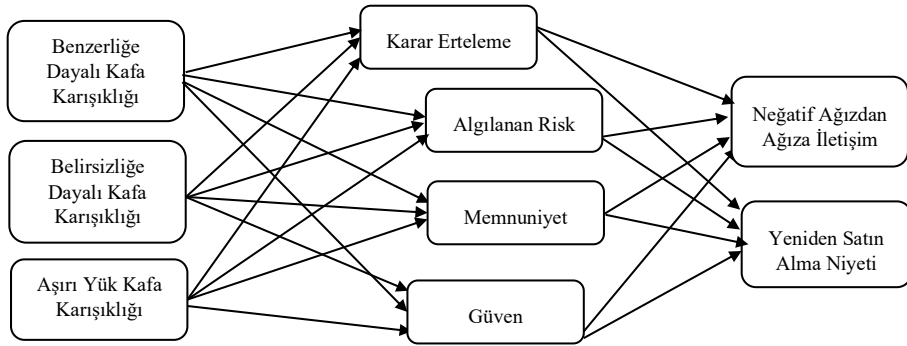 Benzerliğe
Dayalı Kafa
Karışıklığı
Belirsizliğe
Dayalı Kafa
Karışıklığı
Aşırı Yük Kafa
Karışıklığı
Karar Erteleme
Algılanan Risk
Memnuniyet
Güven
Neğatif Ağızdan
Ağıza İletişim
Yeniden Satın
Alma Niyeti